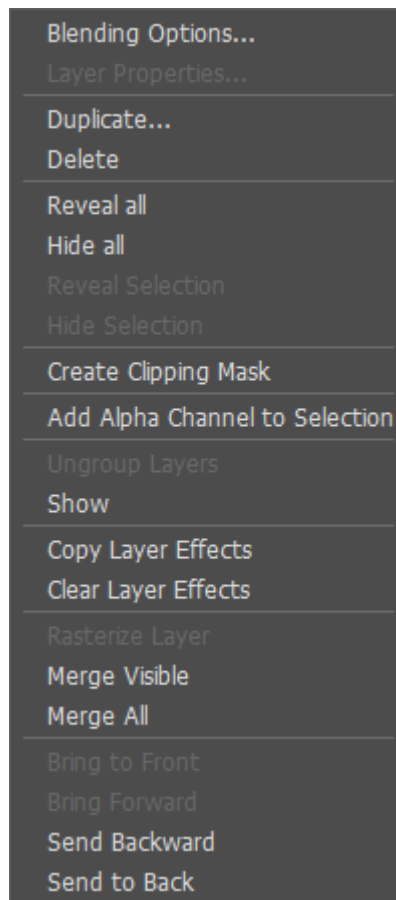 Blending Options...
Layer Properties...
Duplicate...
Delete
Reveal all
Hide all
Reveal Selection
Hide Selection
Create Clipping Mask
Add Alpha Channel to Selection
Ungroup Layers
Show
Copy Layer Effects
Clear Layer Effects
Rasterize Layer
Merge Visible
Merge All
Bring to Front
Bring Forward
Send Backward
Send to Back